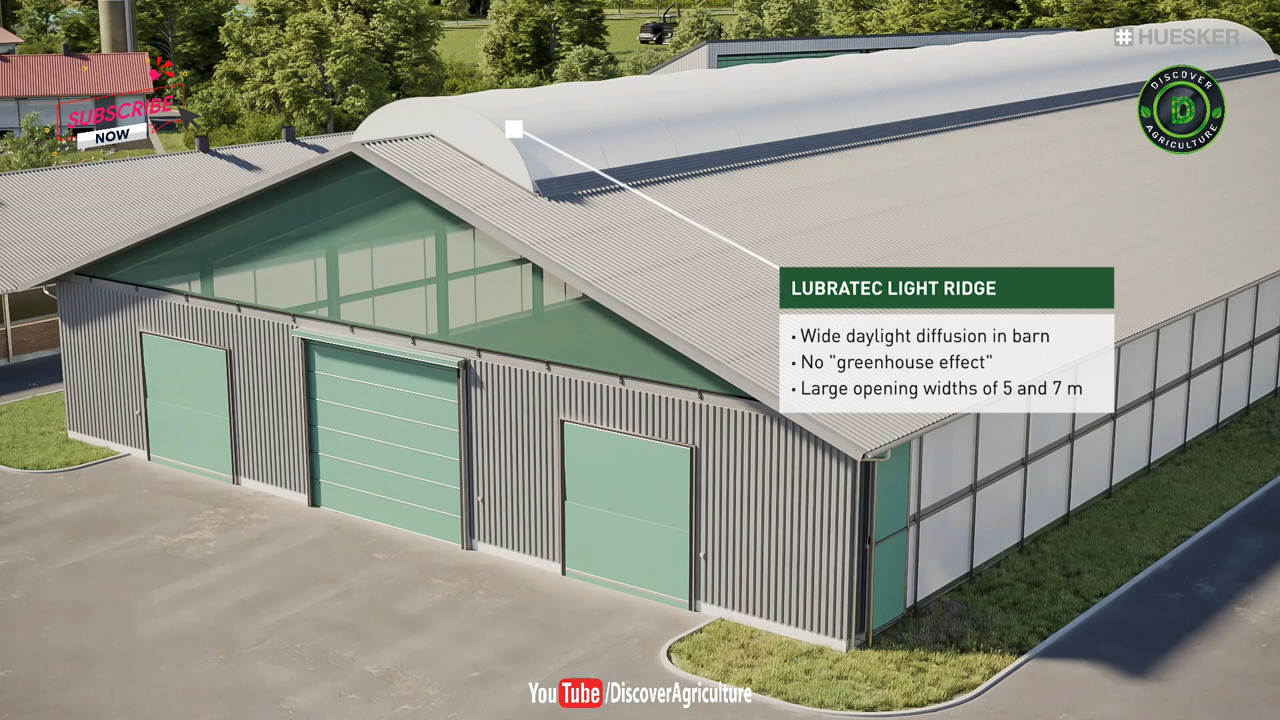 # HUESKER
DISCOVER
D
AGRICULTURE
SUBSCRIBE
NOW
LUBRATEC LIGHT RIDGE
· Wide daylight diffusion in barn
· No "greenhouse effect"
· Large opening widths of 5 and 7 m
YouTube/DiscoverAgriculture